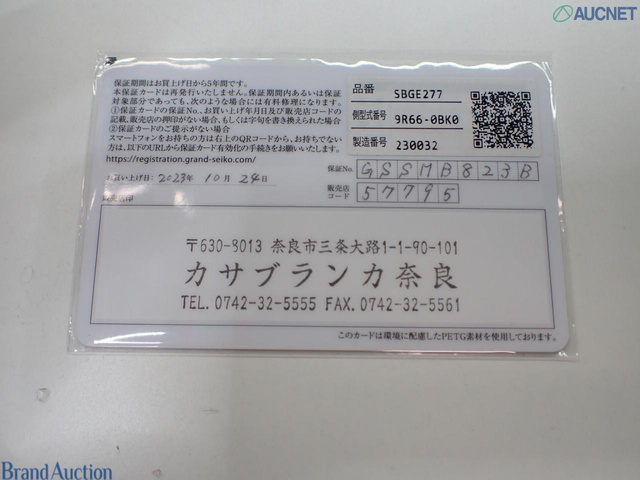 AUCNET
保証期間はお買上げ日から5年間です。
本保証カードは再発行いたしません。保証期間内あるいは保証
対象部分であっても、次のような場合には有料修理になります。
①保証カードの保証No.、お買い上げ年月日及び販売店コードの
記載、販売店の押印がない場合、もしくは字句を書き換えられた場合
②保証カードのご提示がない場合
スマートフォンをお持ちの方は右上のQRコードから、お持ちでない
方は、以下のURLから保証カード有効化の手続きをお願いいたします。
https://registration.grand-seiko.com/
品番 SBGE277
側型式番号 9R66-0BK0
製造番号 230032
お買い上げ日: 2023年 10月 24日
保証No. GSSMB823B
販売店コード 57795
〒630-8013 奈良市三条大路1-1-90-101
カサブランカ奈良
TEL. 0742-32-5555 FAX. 0742-32-5561
このカードは環境に配慮したPETG素材を使用しております。
Brand Auction